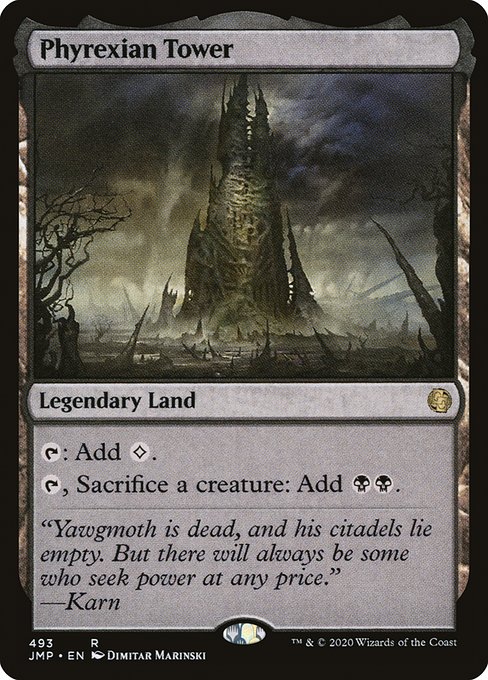 Phyrexian Tower
Legendary Land
: Add .
, Sacrifice a creature: Add .
“Yawgmoth is dead, and his citadels lie
empty. But there will always be some
who seek power at any price.”
—Karn
493 R
JMP • EN Dimitar Marinski
™ & © 2020 Wizards of the Coast